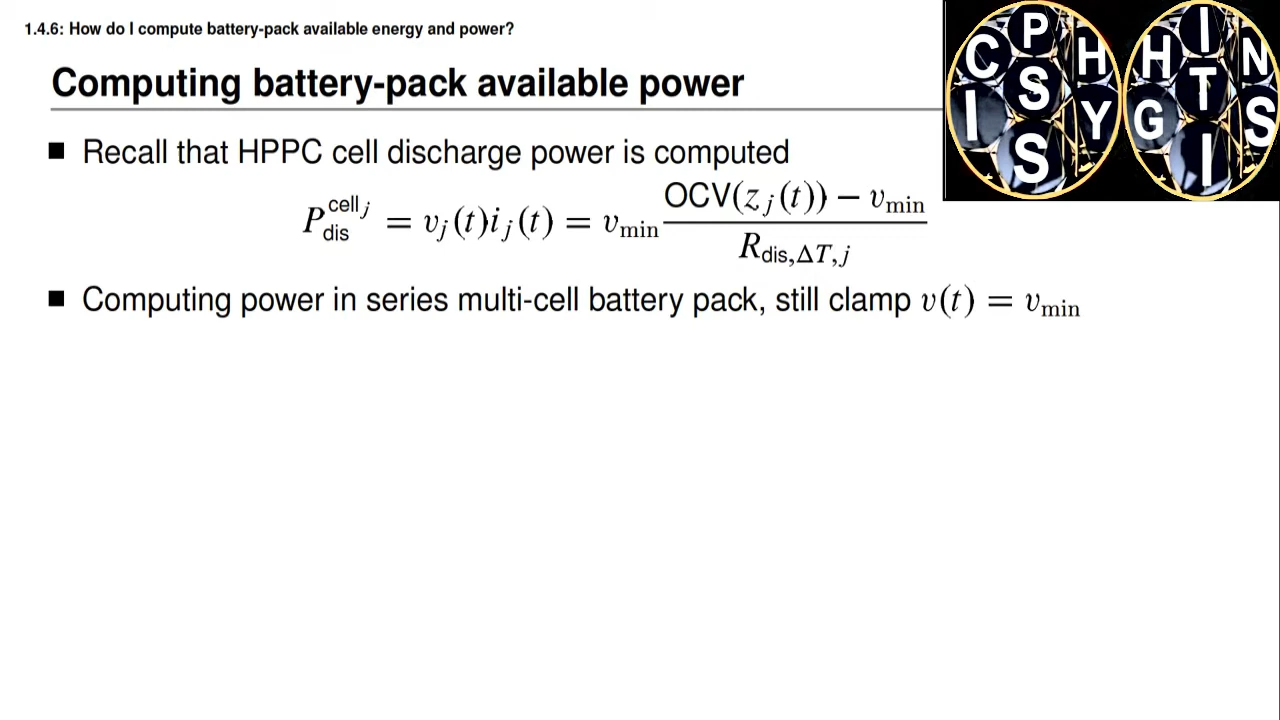 1.4.6: How do I compute battery-pack available energy and power?
Computing battery-pack available power
■ Recall that HPPC cell discharge power is computed
P_dis^{cell_j} = v_j(t)i_j(t) = v_min (OCV(z_j(t)) − v_min) / R_{dis,ΔT,j}
■ Computing power in series multi-cell battery pack, still clamp v(t) = v_min
C P H
I S Y
S
H I N
G T S
I